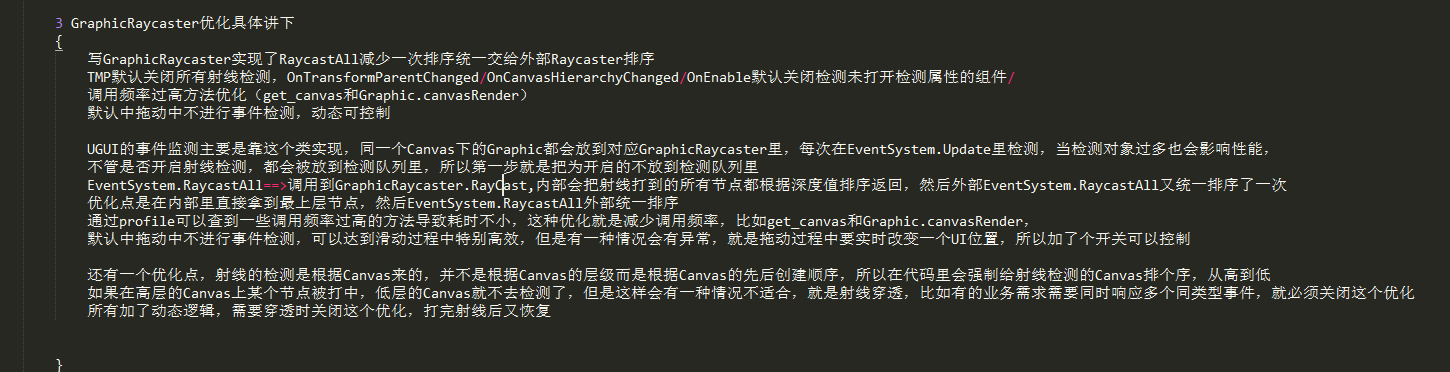 3 GraphicRaycaster优化具体讲下
{
写GraphicRaycaster实现了RaycastAll减少一次排序统一交给外部Raycaster排序
TMP默认关闭所有射线检测，OnTransformParentChanged/OnCanvasHierarchyChanged/OnEnable默认关闭检测未打开检测属性的组件/
调用频率过高方法优化（get_canvas和Graphic.canvasRender）
默认中拖动中不进行事件检测，动态可控制
UGUI的事件监测主要是靠这个类实现，同一个Canvas下的Graphic都会放到对应GraphicRaycaster里，每次在EventSystem.Update里检测，当检测对象过多也会影响性能，
不管是否开启射线检测，都会被放到检测队列里，所以第一步就是把为开启的不放到检测队列里
EventSystem.RaycastAll==>调用到GraphicRaycaster.RayCast,内部会把射线打到的所有节点都根据深度值排序返回，然后外部EventSystem.RaycastAll又统一排序了一次
优化点是在内部里直接拿到最上层节点，然后EventSystem.RaycastAll外部统一排序
通过profile可以查到一些调用频率过高的方法导致耗时不小，这种优化就是减少调用频率，比如get_canvas和Graphic.canvasRender，
默认中拖动中不进行事件检测，可以达到滑动过程中特别高效，但是有一种情况会有异常，就是拖动过程中要实时改变一个UI位置，所以加了个开关可以控制
还有一个优化点，射线的检测是根据Canvas来的，并不是根据Canvas的层级而是根据Canvas的先后创建顺序，所以在代码里会强制给射线检测的Canvas排个序，从高到低
如果在高层的Canvas上某个节点被打中，低层的Canvas就不去检测了，但是这样会有一种情况不适合，就是射线穿透，比如有的业务需求需要同时响应多个同类型事件，就必须关闭这个优化
所有加了动态逻辑，需要穿透时关闭这个优化，打完射线后又恢复
}